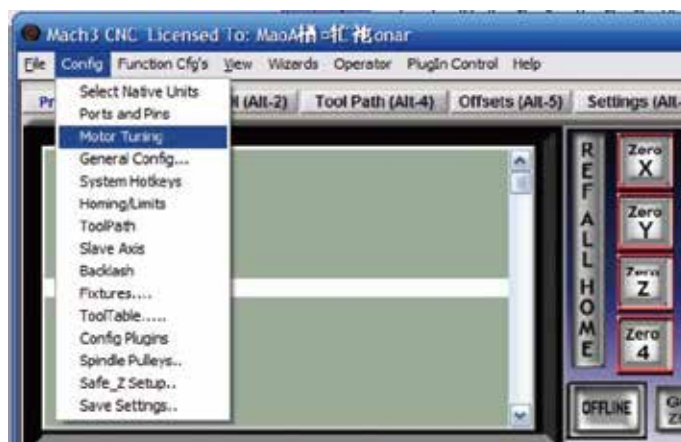 Mach3 CNC Licensed To:
File Config Function Cfg's View Wizards Operator PlugIn Control Help
(Alt-2) Tool Path (Alt-4) Offsets (Alt-5) Settings (Alt-
Select Native Units
Ports and Pins
Motor Tuning
General Config...
System Hotkeys
Homing/Limits
ToolPath
Slave Axis
Backlash
Fixtures....
ToolTable.....
Config Plugins
Spindle Pulleys..
Safe_Z Setup..
Save Settings..
REF ALL HOME
Zero
X
Zero
Y
Zero
Z
Zero
4
OFFLINE